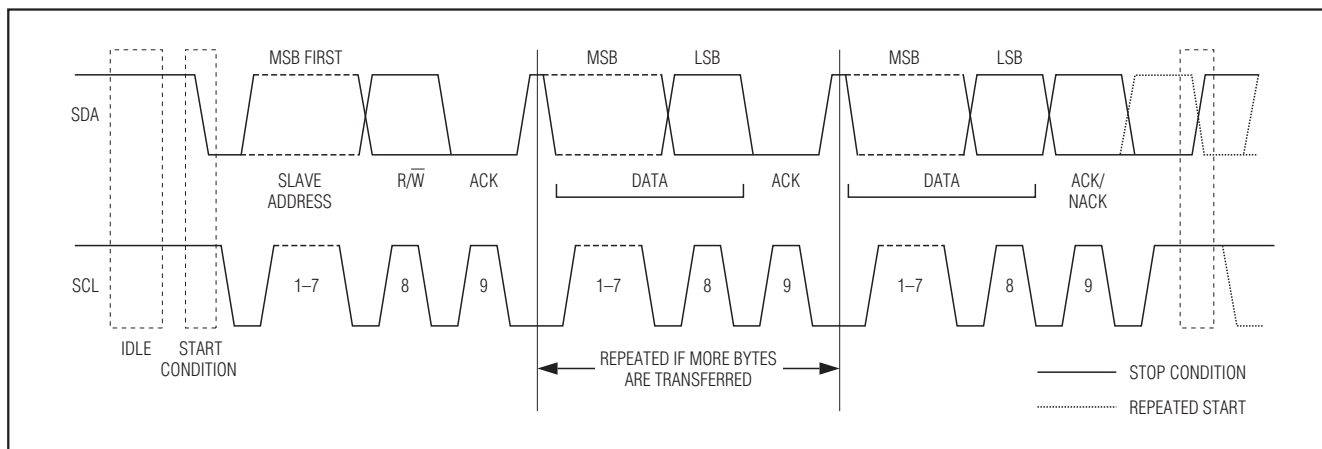 MSB FIRST
MSB
LSB
MSB
LSB
SDA
SLAVE
ADDRESS
R/W̅
ACK
DATA
ACK
DATA
ACK/
NACK
SCL
1–7
8
9
1–7
8
9
1–7
8
9
IDLE
START
CONDITION
REPEATED IF MORE BYTES
ARE TRANSFERRED
STOP CONDITION
REPEATED START